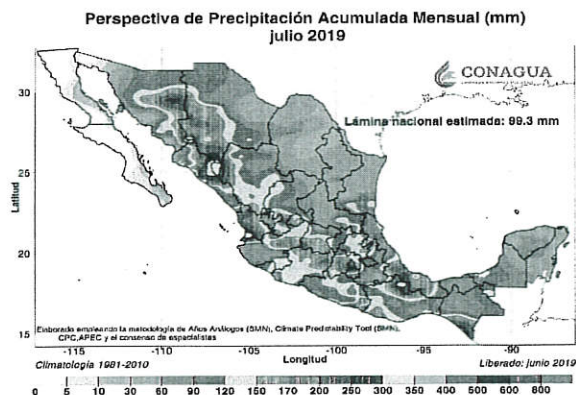 Perspectiva de Precipitación Acumulada Mensual (mm)
julio 2019
CONAGUA
Lámina nacional estimada: 99.3 mm
Latitud
30
25
20
15
Elaborado empleando la metodología de Años Análogos (SMN), Climate Predictability Tool (SMN),
CPC,APEC y el consenso de especialistas
-115
-110
-105
-100
-95
-90
Longitud
Climatología 1981-2010
Liberado: junio 2019
0 5 10 30 60 90 120 150 170 200 250 300 350 400 500 600 800